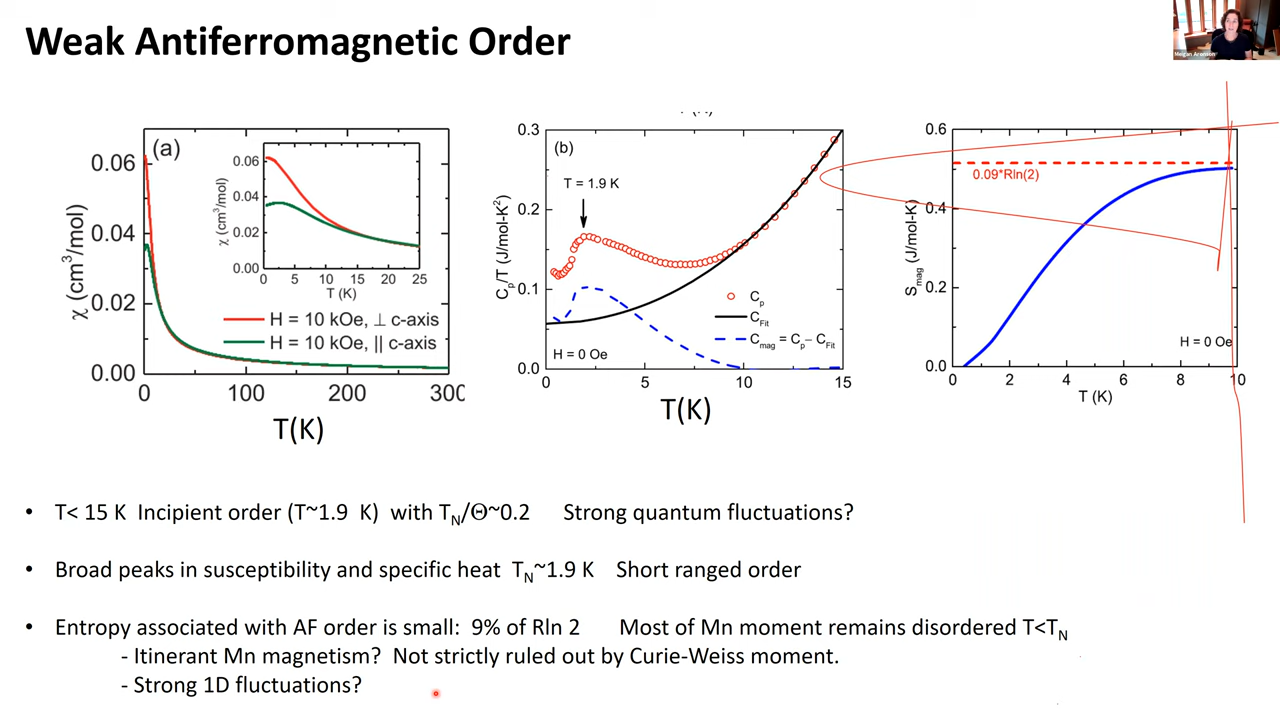 Weak Antiferromagnetic Order
Meigan Aronson
(a)
χ (cm³/mol)
0.06
0.04
0.02
0.00
0 100 200 300
T(K)
χ (cm³/mol)
0.06
0.04
0.02
0.00
0 5 10 15 20 25
T (K)
H = 10 kOe, ⊥ c-axis
H = 10 kOe, || c-axis
(b)
C_p/T (J/mol-K²)
0.3
0.2
0.1
0.0
0 5 10 15
T(K)
T = 1.9 K
C_p
C_Fit
C_mag = C_p − C_Fit
H = 0 Oe
S_mag (J/mol-K)
0.6
0.4
0.2
0.0
0 2 4 6 8 10
T (K)
0.09*Rln(2)
H = 0 Oe
• T< 15 K Incipient order (T~1.9 K) with T_N/Θ~0.2 Strong quantum fluctuations?
• Broad peaks in susceptibility and specific heat T_N~1.9 K Short ranged order
• Entropy associated with AF order is small: 9% of Rln 2 Most of Mn moment remains disordered T<T_N
- Itinerant Mn magnetism? Not strictly ruled out by Curie-Weiss moment.
- Strong 1D fluctuations?